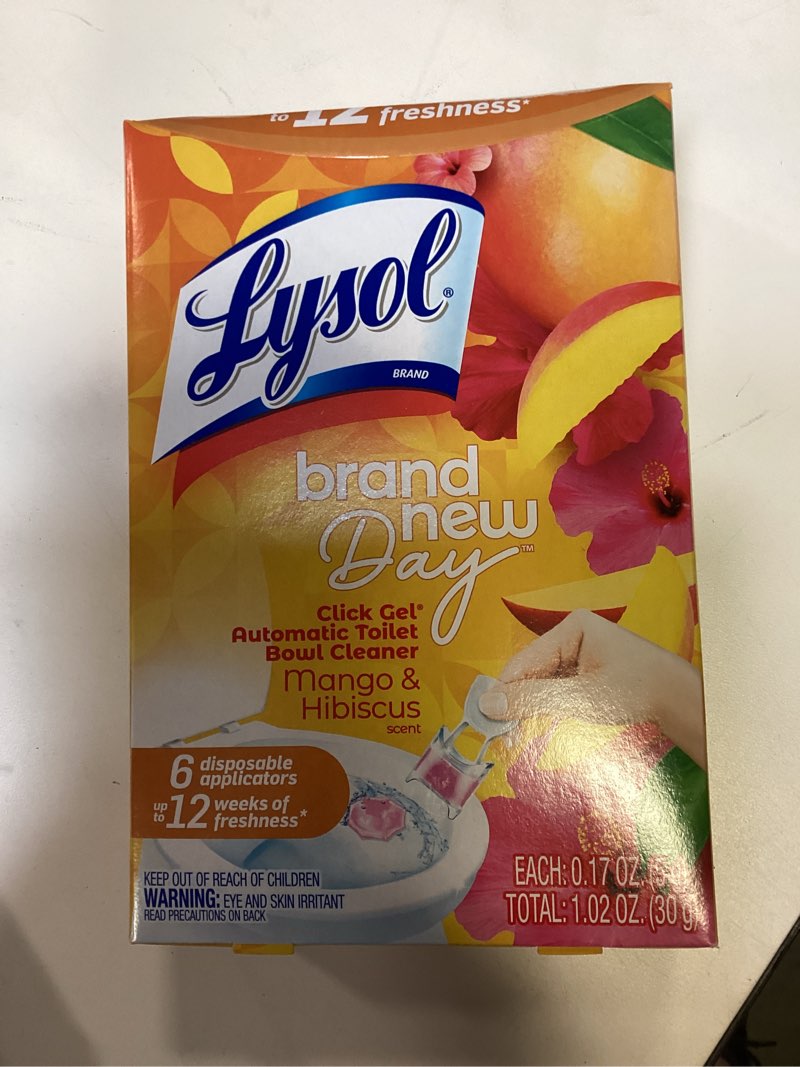 to 12 freshness*
Lysol®
BRAND
brand
new
Day™
Click Gel®
Automatic Toilet
Bowl Cleaner
Mango &
Hibiscus
scent
6 disposable
applicators
up to 12 weeks of
freshness*
KEEP OUT OF REACH OF CHILDREN
WARNING: EYE AND SKIN IRRITANT
READ PRECAUTIONS ON BACK
EACH: 0.17 OZ.
TOTAL: 1.02 OZ. (30 g)